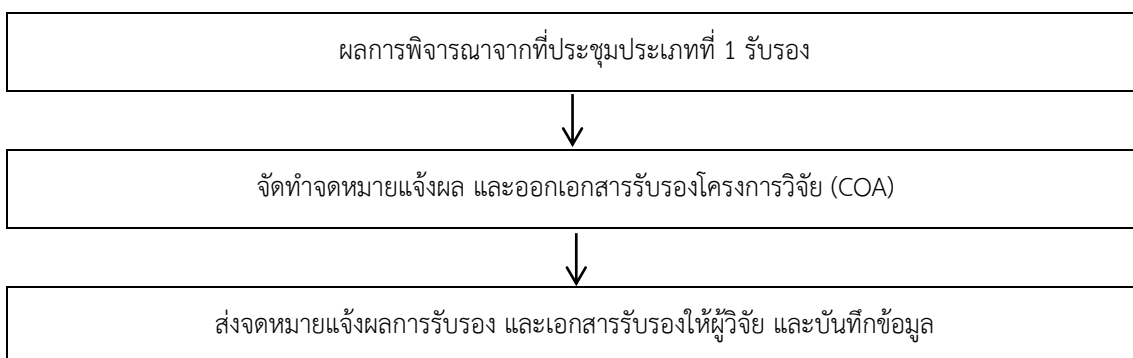 ผลการพิจารณาจากที่ประชุมประเภทที่ 1 รับรอง
จัดทำจดหมายแจ้งผล และออกเอกสารรับรองโครงการวิจัย (COA)
ส่งจดหมายแจ้งผลการรับรอง และเอกสารรับรองให้ผู้วิจัย และบันทึกข้อมูล